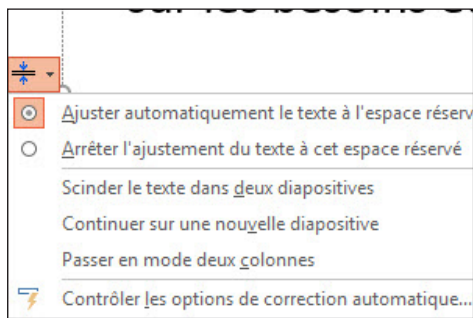 Ajuster automatiquement le texte à l'espace réserv
Arrêter l'ajustement du texte à cet espace réservé
Scinder le texte dans deux diapositives
Continuer sur une nouvelle diapositive
Passer en mode deux colonnes
Contrôler les options de correction automatique...